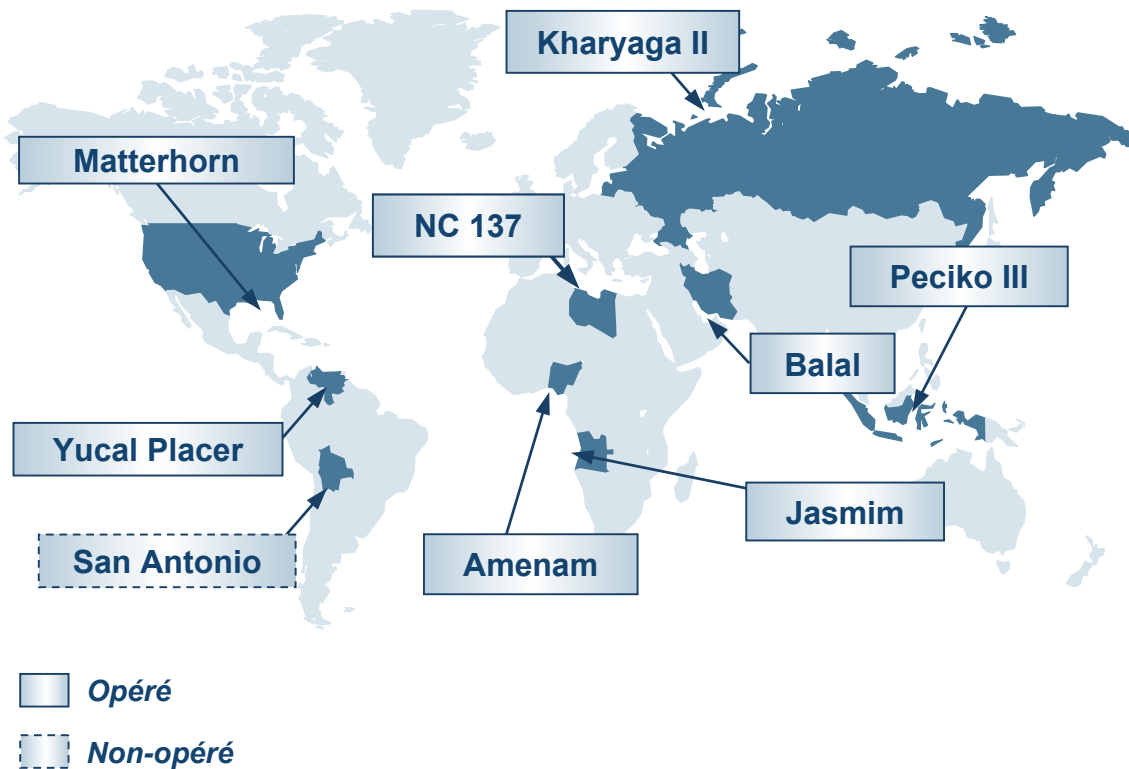 Kharyaga II
Matterhorn
NC 137
Peciko III
Balal
Yucal Placer
Jasmim
San Antonio
Amenam
Opéré
Non-opéré